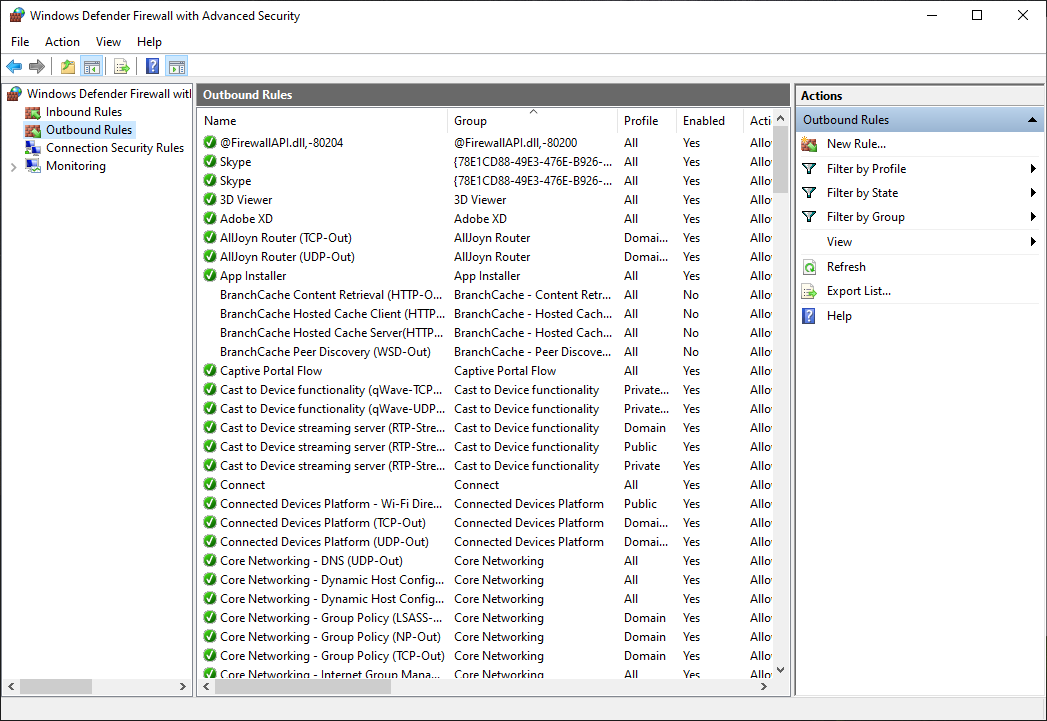 Windows Defender Firewall with Advanced Security
File Action View Help
Windows Defender Firewall wit
Inbound Rules
Outbound Rules
Connection Security Rules
Monitoring
Outbound Rules
Name Group Profile Enabled Acti
@FirewallAPI.dll,-80204 @FirewallAPI.dll,-80200 All Yes Allo
Skype {78E1CD88-49E3-476E-B926-... All Yes Allo
Skype {78E1CD88-49E3-476E-B926-... All Yes Allo
3D Viewer 3D Viewer All Yes Allo
Adobe XD Adobe XD All Yes Allo
AllJoyn Router (TCP-Out) AllJoyn Router Domai... Yes Allo
AllJoyn Router (UDP-Out) AllJoyn Router Domai... Yes Allo
App Installer App Installer All Yes Allo
BranchCache Content Retrieval (HTTP-O... BranchCache - Content Retr... All No Allo
BranchCache Hosted Cache Client (HTTP... BranchCache - Hosted Cach... All No Allo
BranchCache Hosted Cache Server(HTTP... BranchCache - Hosted Cach... All No Allo
BranchCache Peer Discovery (WSD-Out) BranchCache - Peer Discove... All No Allo
Captive Portal Flow Captive Portal Flow All Yes Allo
Cast to Device functionality (qWave-TCP... Cast to Device functionality Private... Yes Allo
Cast to Device functionality (qWave-UDP... Cast to Device functionality Private... Yes Allo
Cast to Device streaming server (RTP-Stre... Cast to Device functionality Domain Yes Allo
Cast to Device streaming server (RTP-Stre... Cast to Device functionality Public Yes Allo
Cast to Device streaming server (RTP-Stre... Cast to Device functionality Private Yes Allo
Connect Connect All Yes Allo
Connected Devices Platform - Wi-Fi Dire... Connected Devices Platform Public Yes Allo
Connected Devices Platform (TCP-Out) Connected Devices Platform Domai... Yes Allo
Connected Devices Platform (UDP-Out) Connected Devices Platform Domai... Yes Allo
Core Networking - DNS (UDP-Out) Core Networking All Yes Allo
Core Networking - Dynamic Host Config... Core Networking All Yes Allo
Core Networking - Dynamic Host Config... Core Networking All Yes Allo
Core Networking - Group Policy (LSASS-... Core Networking Domain Yes Allo
Core Networking - Group Policy (NP-Out) Core Networking Domain Yes Allo
Core Networking - Group Policy (TCP-Out) Core Networking Domain Yes Allo
Core Networking - Internet Group Mana... Core Networking All Yes Allo
Actions
Outbound Rules
New Rule...
Filter by Profile
Filter by State
Filter by Group
View
Refresh
Export List...
Help